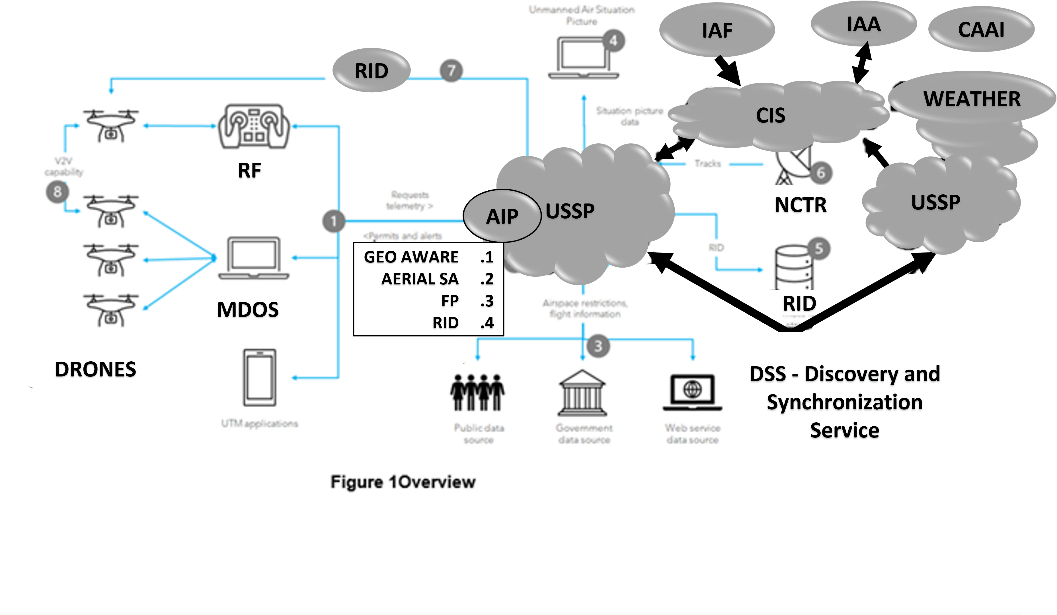 Unmanned Air Situation
Picture
4
IAF
IAA
CAAI
RID
7
WEATHER
CIS
Situation picture
data
RF
V2V
capability
8
Tracks
6
NCTR
Requests
telemetry >
1
AIP
USSP
USSP
<Permits and alerts
GEO AWARE .1
AERIAL SA .2
FP .3
RID .4
RID
5
RID
MDOS
Airspace restrictions,
flight information
3
DRONES
DSS - Discovery and
Synchronization
Service
UTM applications
Public data
source
Government
data source
Web service
data source
Figure 1Overview